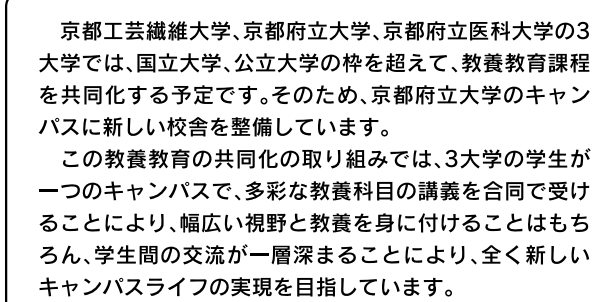 京都工芸繊維大学、京都府立大学、京都府立医科大学の3
大学では、国立大学、公立大学の枠を超えて、教養教育課程
を共同化する予定です。そのため、京都府立大学のキャン
パスに新しい校舎を整備しています。
この教養教育の共同化の取り組みでは、3大学の学生が
一つのキャンパスで、多彩な教養科目の講義を合同で受け
ることにより、幅広い視野と教養を身に付けることはもち
ろん、学生間の交流が一層深まることにより、全く新しい
キャンパスライフの実現を目指しています。